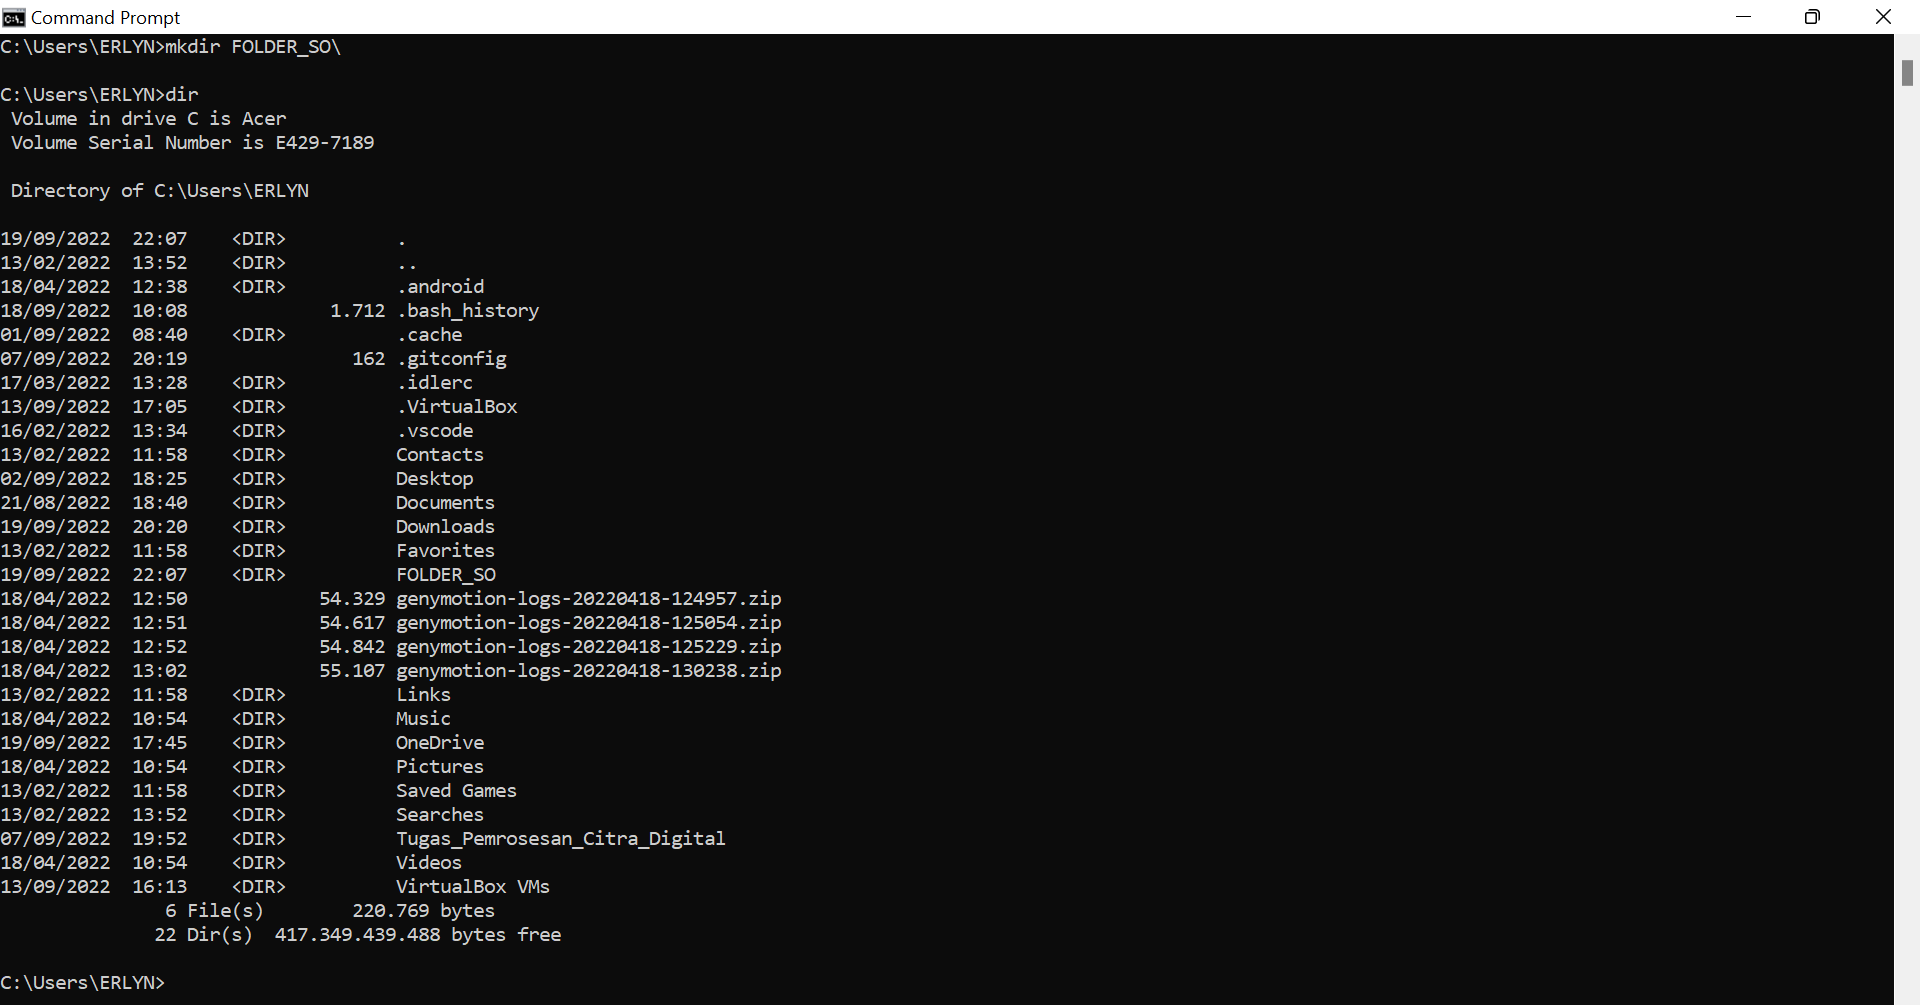 Command Prompt
C:\Users\ERLYN>mkdir FOLDER_SO\
C:\Users\ERLYN>dir
 Volume in drive C is Acer
 Volume Serial Number is E429-7189
 Directory of C:\Users\ERLYN
19/09/2022  22:07    <DIR>          .
13/02/2022  13:52    <DIR>          ..
18/04/2022  12:38    <DIR>          .android
18/09/2022  10:08             1.712 .bash_history
01/09/2022  08:40    <DIR>          .cache
07/09/2022  20:19               162 .gitconfig
17/03/2022  13:28    <DIR>          .idlerc
13/09/2022  17:05    <DIR>          .VirtualBox
16/02/2022  13:34    <DIR>          .vscode
13/02/2022  11:58    <DIR>          Contacts
02/09/2022  18:25    <DIR>          Desktop
21/08/2022  18:40    <DIR>          Documents
19/09/2022  20:20    <DIR>          Downloads
13/02/2022  11:58    <DIR>          Favorites
19/09/2022  22:07    <DIR>          FOLDER_SO
18/04/2022  12:50            54.329 genymotion-logs-20220418-124957.zip
18/04/2022  12:51            54.617 genymotion-logs-20220418-125054.zip
18/04/2022  12:52            54.842 genymotion-logs-20220418-125229.zip
18/04/2022  13:02            55.107 genymotion-logs-20220418-130238.zip
13/02/2022  11:58    <DIR>          Links
18/04/2022  10:54    <DIR>          Music
19/09/2022  17:45    <DIR>          OneDrive
18/04/2022  10:54    <DIR>          Pictures
13/02/2022  11:58    <DIR>          Saved Games
13/02/2022  13:52    <DIR>          Searches
07/09/2022  19:52    <DIR>          Tugas_Pemrosesan_Citra_Digital
18/04/2022  10:54    <DIR>          Videos
13/09/2022  16:13    <DIR>          VirtualBox VMs
               6 File(s)        220.769 bytes
              22 Dir(s)  417.349.439.488 bytes free
C:\Users\ERLYN>